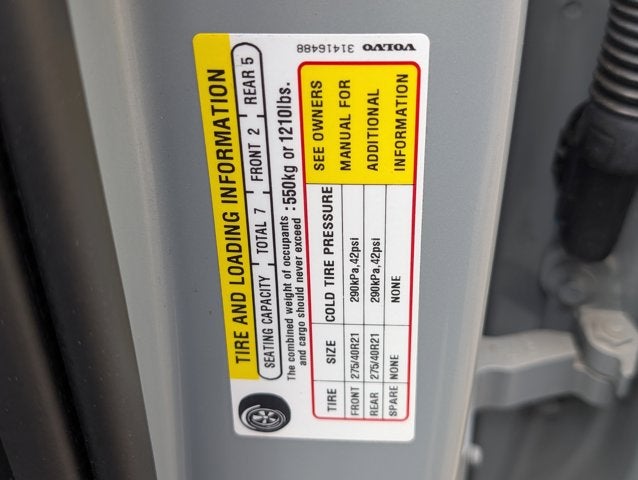 TIRE AND LOADING INFORMATION
SEATING CAPACITY TOTAL 7 FRONT 2 REAR 5
The combined weight of occupants
and cargo should never exceed : 550kg or 1210lbs.
TIRE SIZE COLD TIRE PRESSURE
FRONT 275/40R21 290kPa,42psi
REAR 275/40R21 290kPa,42psi
SPARE NONE NONE
SEE OWNERS
MANUAL FOR
ADDITIONAL
INFORMATION
VOLVO 31416488